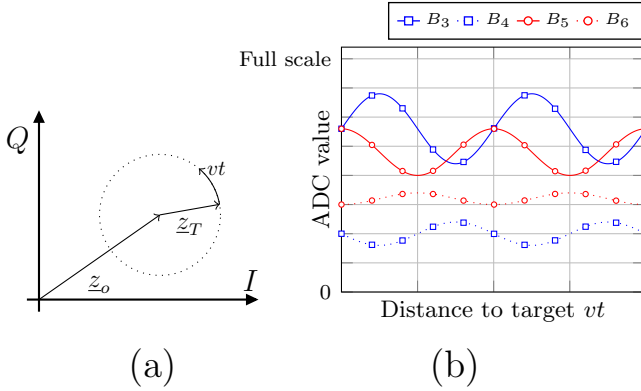 B3 B4 B5 B6
Full scale
ADC value
0
Distance to target vt
Q
vt
z_T
z_o
I
(a)
(b)